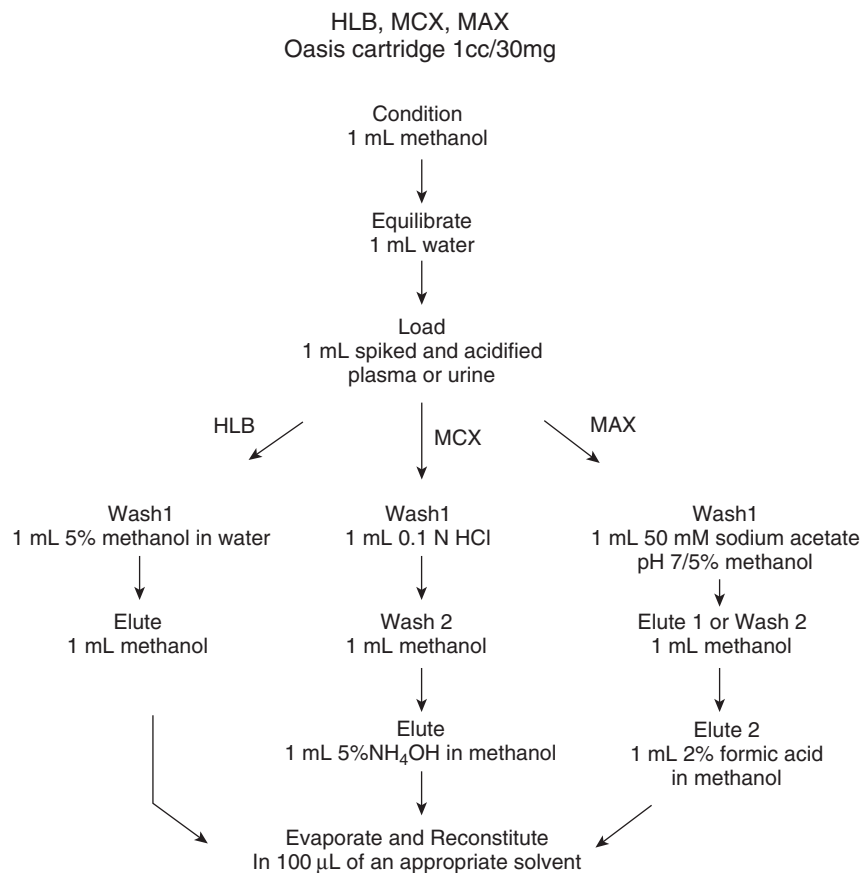 HLB, MCX, MAX
Oasis cartridge 1cc/30mg
Condition
1 mL methanol
Equilibrate
1 mL water
Load
1 mL spiked and acidified
plasma or urine
HLB
MCX
MAX
Wash1
1 mL 5% methanol in water
Elute
1 mL methanol
Wash1
1 mL 0.1 N HCl
Wash 2
1 mL methanol
Elute
1 mL 5%NH₄OH in methanol
Wash1
1 mL 50 mM sodium acetate
pH 7/5% methanol
Elute 1 or Wash 2
1 mL methanol
Elute 2
1 mL 2% formic acid
in methanol
Evaporate and Reconstitute
In 100 μL of an appropriate solvent